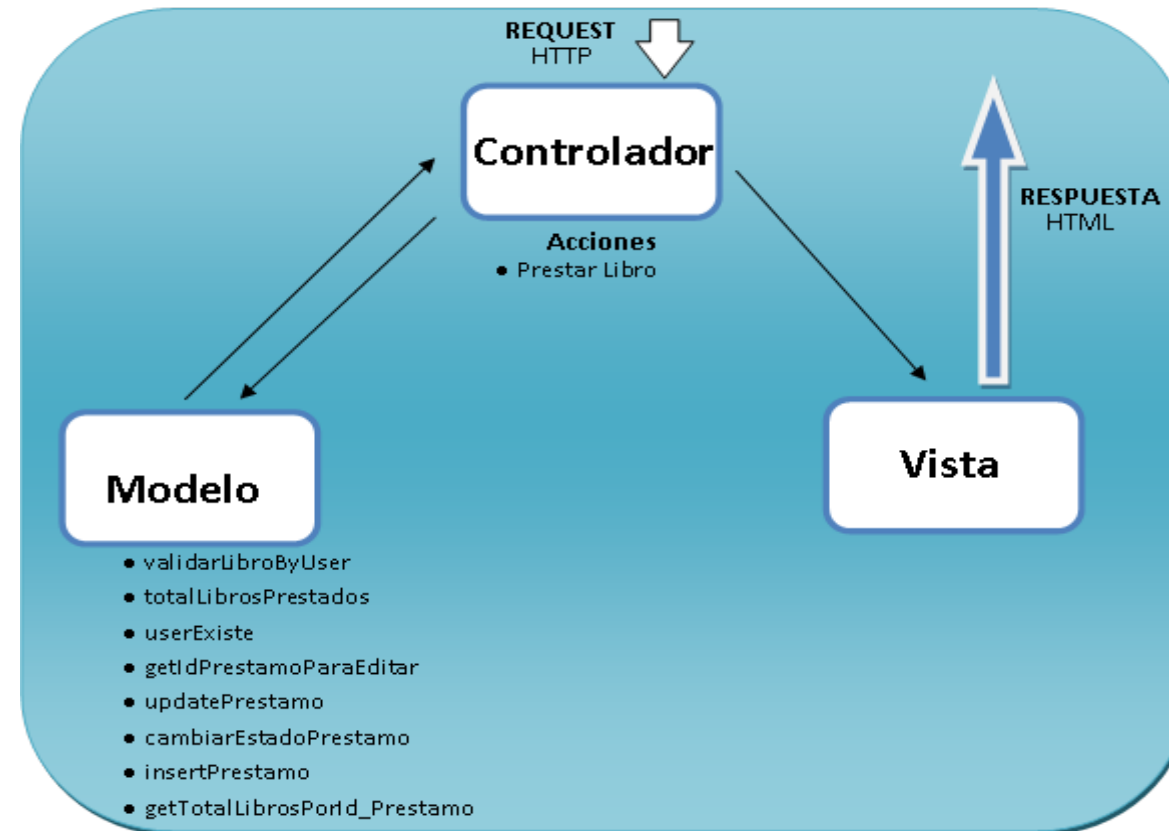 REQUEST
HTTP
Controlador
Acciones
• Prestar Libro
RESPUESTA
HTML
Modelo
Vista
• validarLibroByUser
• totalLibrosPrestados
• userExiste
• getIdPrestamoParaEditar
• updatePrestamo
• cambiarEstadoPrestamo
• insertPrestamo
• getTotalLibrosPorId_Prestamo